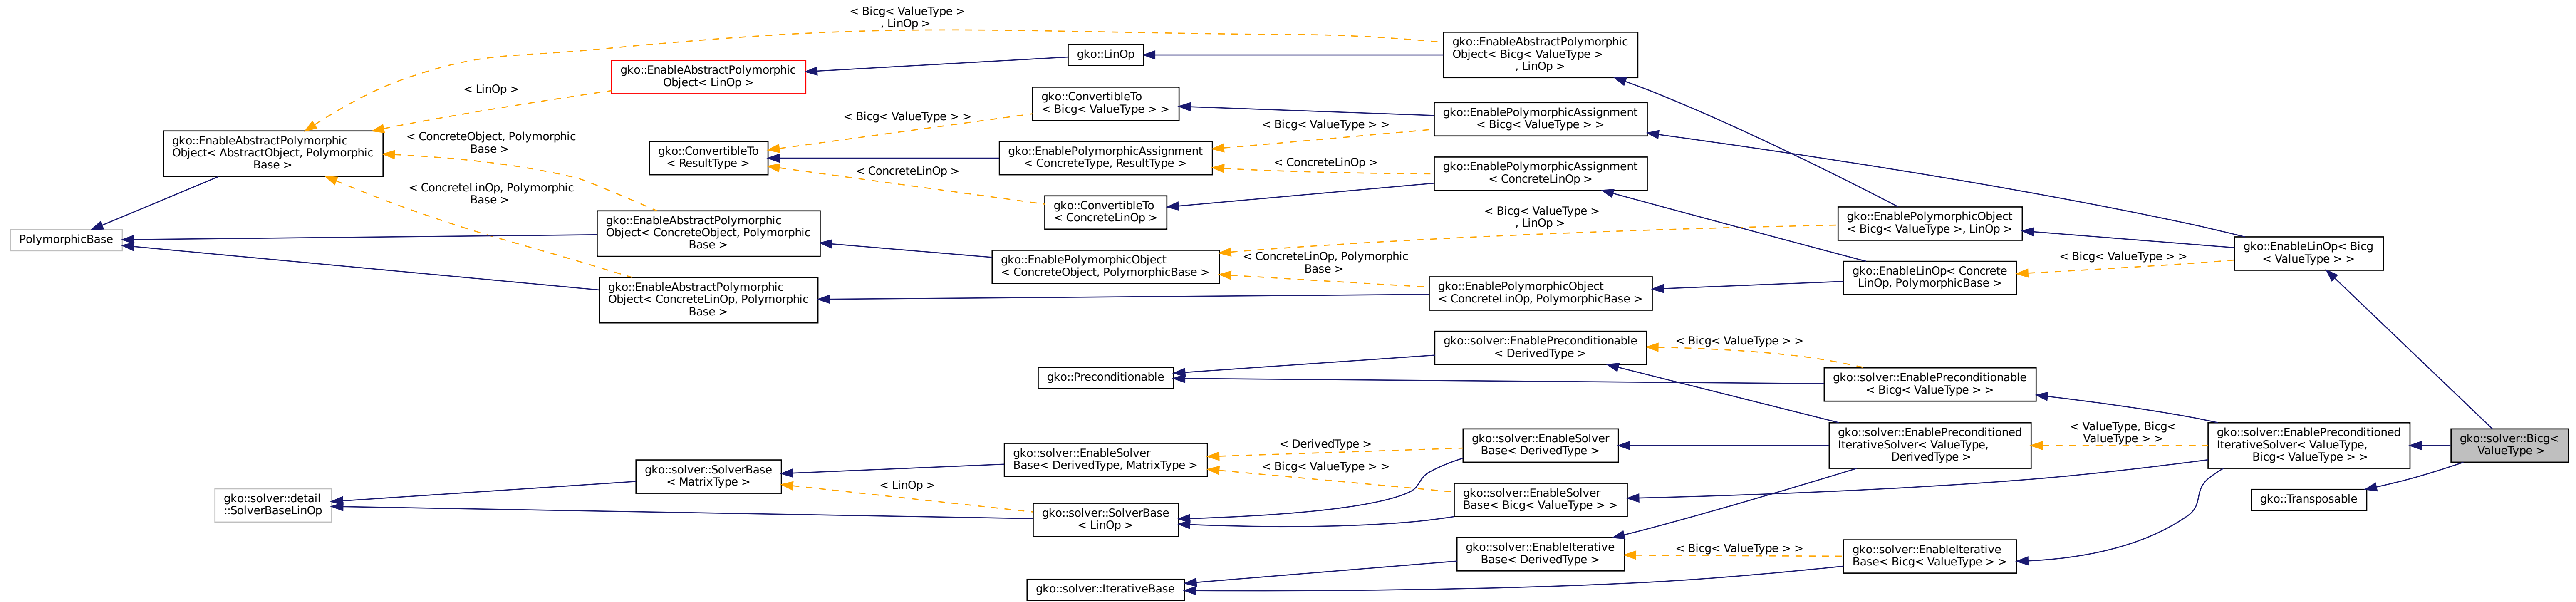 < Bicg< ValueType >
, LinOp >
gko::EnableAbstractPolymorphic
Object< Bicg< ValueType >
, LinOp >
gko::LinOp
gko::EnableAbstractPolymorphic
Object< LinOp >
< LinOp >
gko::ConvertibleTo
< Bicg< ValueType > >
gko::EnablePolymorphicAssignment
< Bicg< ValueType > >
< Bicg< ValueType > >
< Bicg< ValueType > >
gko::EnableAbstractPolymorphic
Object< AbstractObject, Polymorphic
Base >
< ConcreteObject, Polymorphic
Base >
gko::ConvertibleTo
< ResultType >
gko::EnablePolymorphicAssignment
< ConcreteType, ResultType >
< ConcreteLinOp >
gko::EnablePolymorphicAssignment
< ConcreteLinOp >
< ConcreteLinOp >
< ConcreteLinOp, Polymorphic
Base >
gko::ConvertibleTo
< ConcreteLinOp >
< Bicg< ValueType >
, LinOp >
gko::EnablePolymorphicObject
< Bicg< ValueType >, LinOp >
PolymorphicBase
gko::EnableAbstractPolymorphic
Object< ConcreteObject, Polymorphic
Base >
gko::EnablePolymorphicObject
< ConcreteObject, PolymorphicBase >
< ConcreteLinOp, Polymorphic
Base >
gko::EnableLinOp< Bicg
< ValueType > >
< Bicg< ValueType > >
gko::EnableLinOp< Concrete
LinOp, PolymorphicBase >
gko::EnableAbstractPolymorphic
Object< ConcreteLinOp, Polymorphic
Base >
gko::EnablePolymorphicObject
< ConcreteLinOp, PolymorphicBase >
gko::solver::EnablePreconditionable
< DerivedType >
< Bicg< ValueType > >
gko::Preconditionable
gko::solver::EnablePreconditionable
< Bicg< ValueType > >
gko::solver::EnableSolver
Base< DerivedType, MatrixType >
< DerivedType >
gko::solver::EnableSolver
Base< DerivedType >
gko::solver::EnablePreconditioned
IterativeSolver< ValueType,
DerivedType >
< ValueType, Bicg<
ValueType > >
gko::solver::EnablePreconditioned
IterativeSolver< ValueType,
Bicg< ValueType > >
gko::solver::Bicg<
ValueType >
< Bicg< ValueType > >
gko::solver::SolverBase
< MatrixType >
< LinOp >
gko::solver::detail
::SolverBaseLinOp
gko::solver::SolverBase
< LinOp >
gko::solver::EnableSolver
Base< Bicg< ValueType > >
gko::Transposable
gko::solver::EnableIterative
Base< DerivedType >
< Bicg< ValueType > >
gko::solver::EnableIterative
Base< Bicg< ValueType > >
gko::solver::IterativeBase